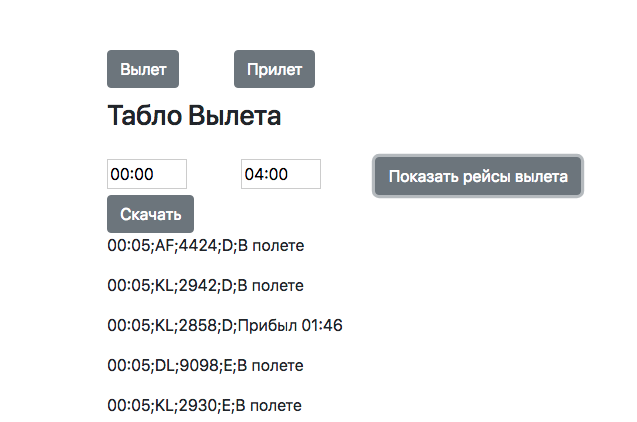 Вылет Прилет
Табло Вылета
00:00 04:00 Показать рейсы вылета
Скачать
00:05;AF;4424;D;В полете
00:05;KL;2942;D;В полете
00:05;KL;2858;D;Прибыл 01:46
00:05;DL;9098;E;В полете
00:05;KL;2930;E;В полете